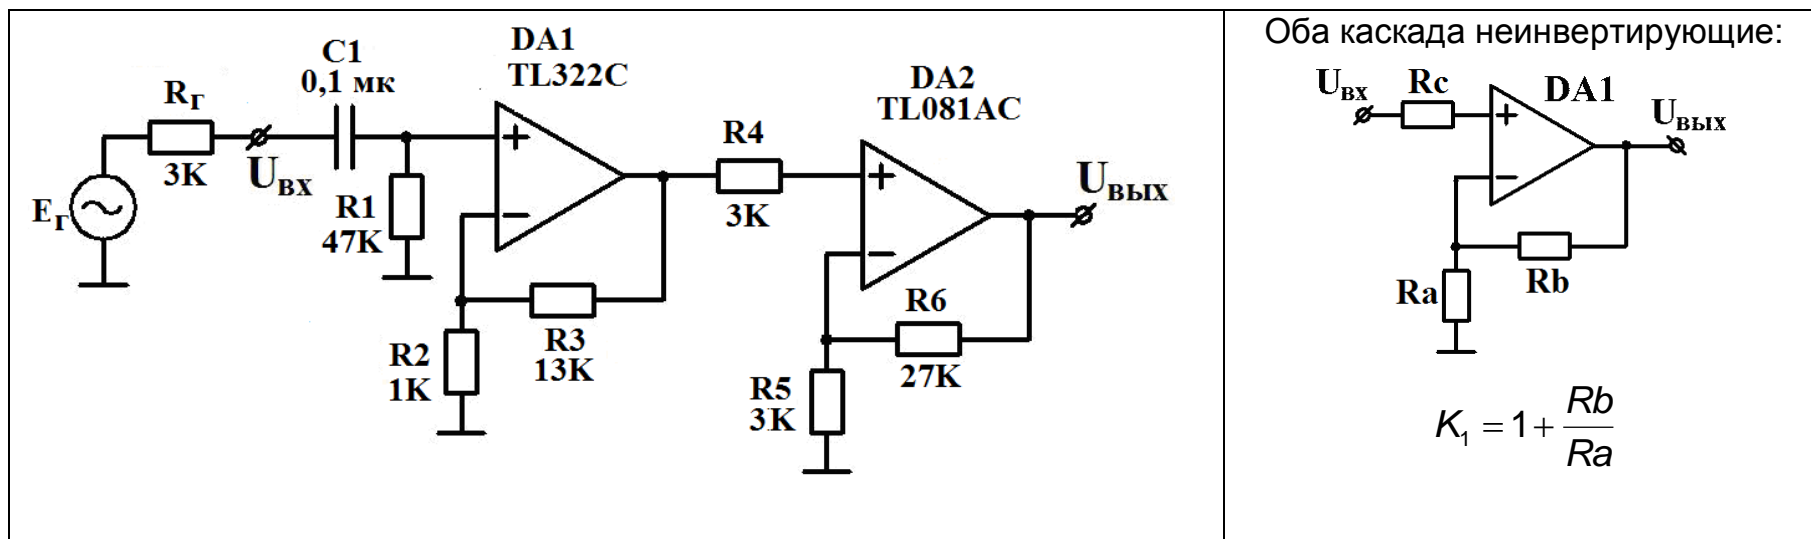 C1
0,1 мк
Rг
3K
Eг
Uвх
R1
47K
DA1
TL322C
+
−
R2
1K
R3
13K
R4
3K
DA2
TL081AC
+
−
R5
3K
R6
27K
Uвых
Оба каскада неинвертирующие:
Uвх
Rc
DA1
+
−
Uвых
Ra
Rb
K₁ = 1 + Rb/Ra